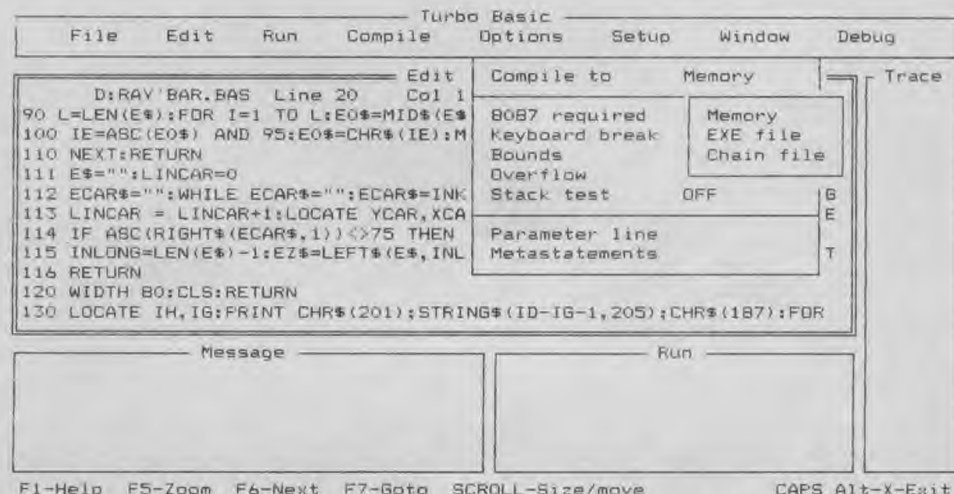 Turbo Basic
File Edit Run Compile Options Setup Window Debug
Edit
D:RAY'BAR.BAS Line 20 Col 1
90 L=LEN(E$):FOR I=1 TO L:E0$=MID$(E$
100 IE=ASC(E0$) AND 95:E0$=CHR$(IE):M
110 NEXT:RETURN
111 E$="":LINCAR=0
112 ECAR$="":WHILE ECAR$="":ECAR$=INK
113 LINCAR = LINCAR+1:LOCATE YCAR,XCA
114 IF ASC(RIGHT$(ECAR$,1))<>75 THEN
115 INLONG=LEN(E$)-1:EZ$=LEFT$(E$,INL
116 RETURN
120 WIDTH 80:CLS:RETURN
130 LOCATE IH,IG:PRINT CHR$(201);STRING$(ID-IG-1,205);CHR$(187):FOR
Compile to Memory
8087 required
Keyboard break
Bounds
Overflow
Stack test OFF
Parameter line
Metastatements
Memory
EXE file
Chain file
G
E
T
Trace
Message
Run
F1-Help F5-Zoom F6-Next F7-Goto SCROLL-Size/move CAPS Alt-X-Exit